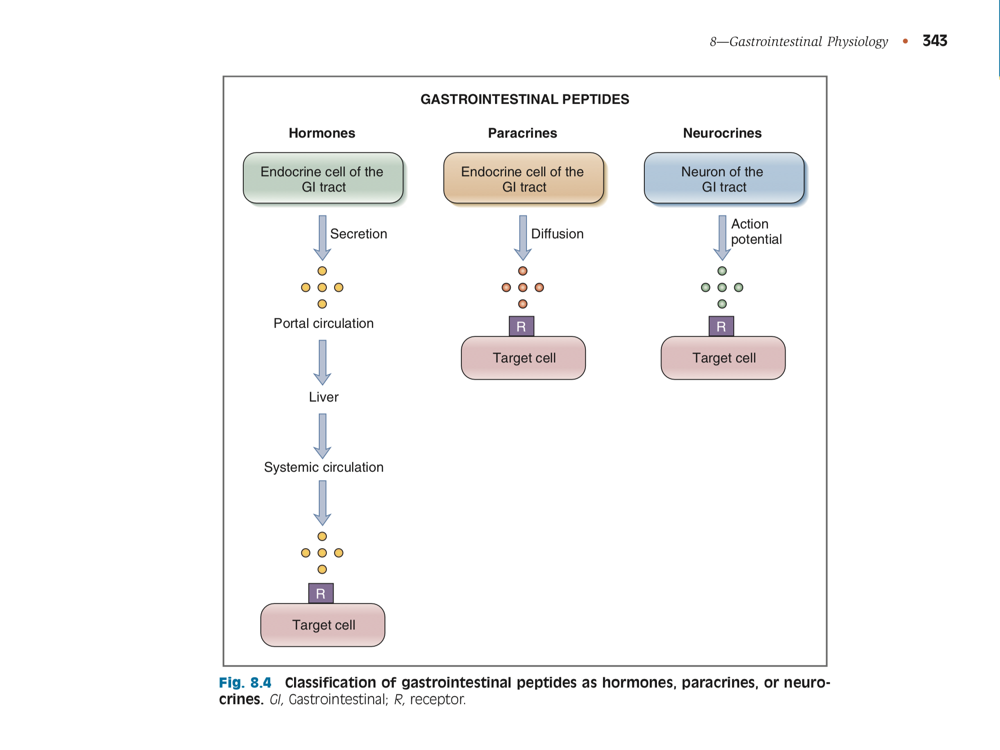 8—Gastrointestinal Physiology • 343
GASTROINTESTINAL PEPTIDES
Hormones
Endocrine cell of the
GI tract
Secretion
Portal circulation
Liver
Systemic circulation
R
Target cell
Paracrines
Endocrine cell of the
GI tract
Diffusion
R
Target cell
Neurocrines
Neuron of the
GI tract
Action
potential
R
Target cell
Fig. 8.4 Classification of gastrointestinal peptides as hormones, paracrines, or neuro-
crines. GI, Gastrointestinal; R, receptor.